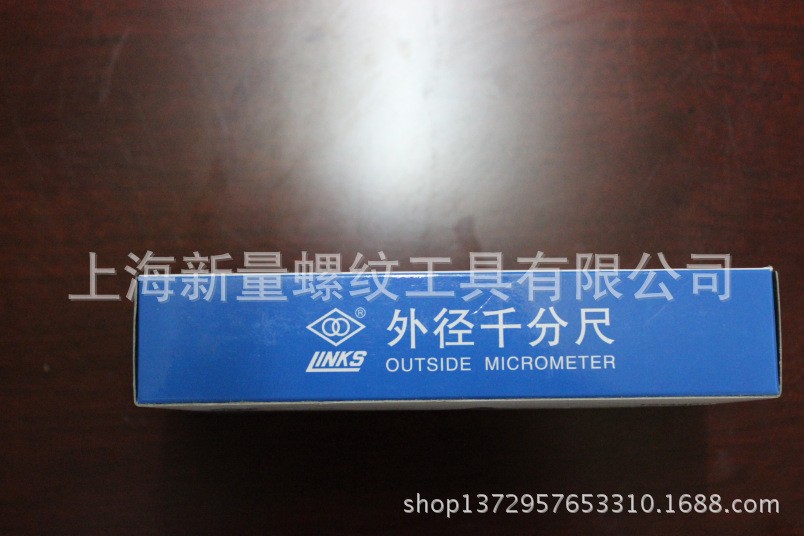 上海新量螺纹工具有限公司
®
外径千分尺
LINKS
OUTSIDE MICROMETER
shop1372957653310.1688.com